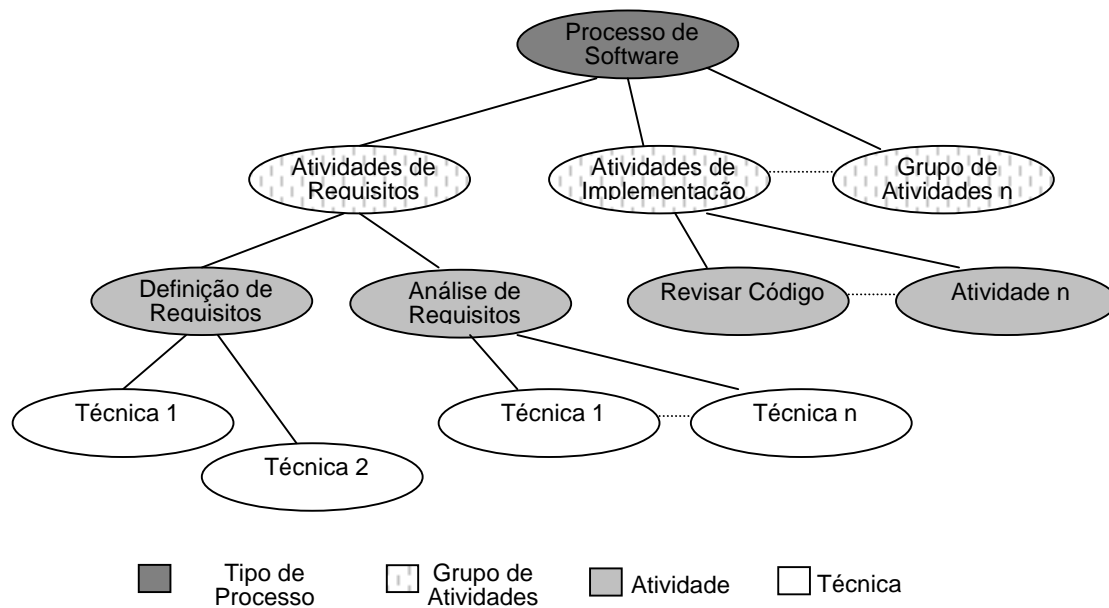 Processo de
Software
Atividades de
Requisitos
Atividades de
Implementação
Grupo de
Atividades n
Definição de
Requisitos
Análise de
Requisitos
Revisar Código
Atividade n
Técnica 1
Técnica 2
Técnica 1
Técnica n
Tipo de
Processo
Grupo de
Atividades
Atividade
Técnica